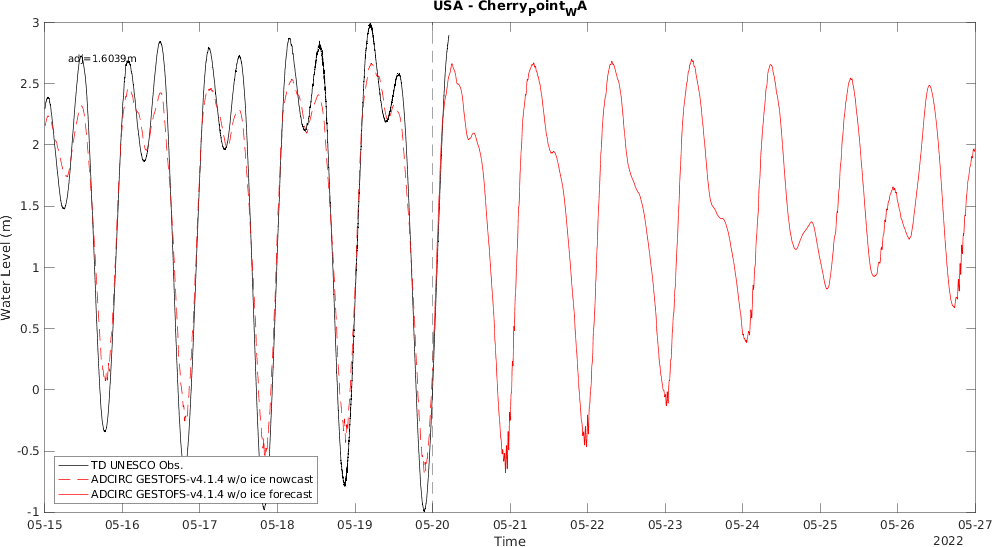 USA - Cherry_Point_WA
adj=1.6039m
3
2.5
2
1.5
1
0.5
0
-0.5
-1
Water Level (m)
TD UNESCO Obs.
ADCIRC GESTOFS-v4.1.4 w/o ice nowcast
ADCIRC GESTOFS-v4.1.4 w/o ice forecast
05-15 05-16 05-17 05-18 05-19 05-20 05-21 05-22 05-23 05-24 05-25 05-26 05-27
Time
2022